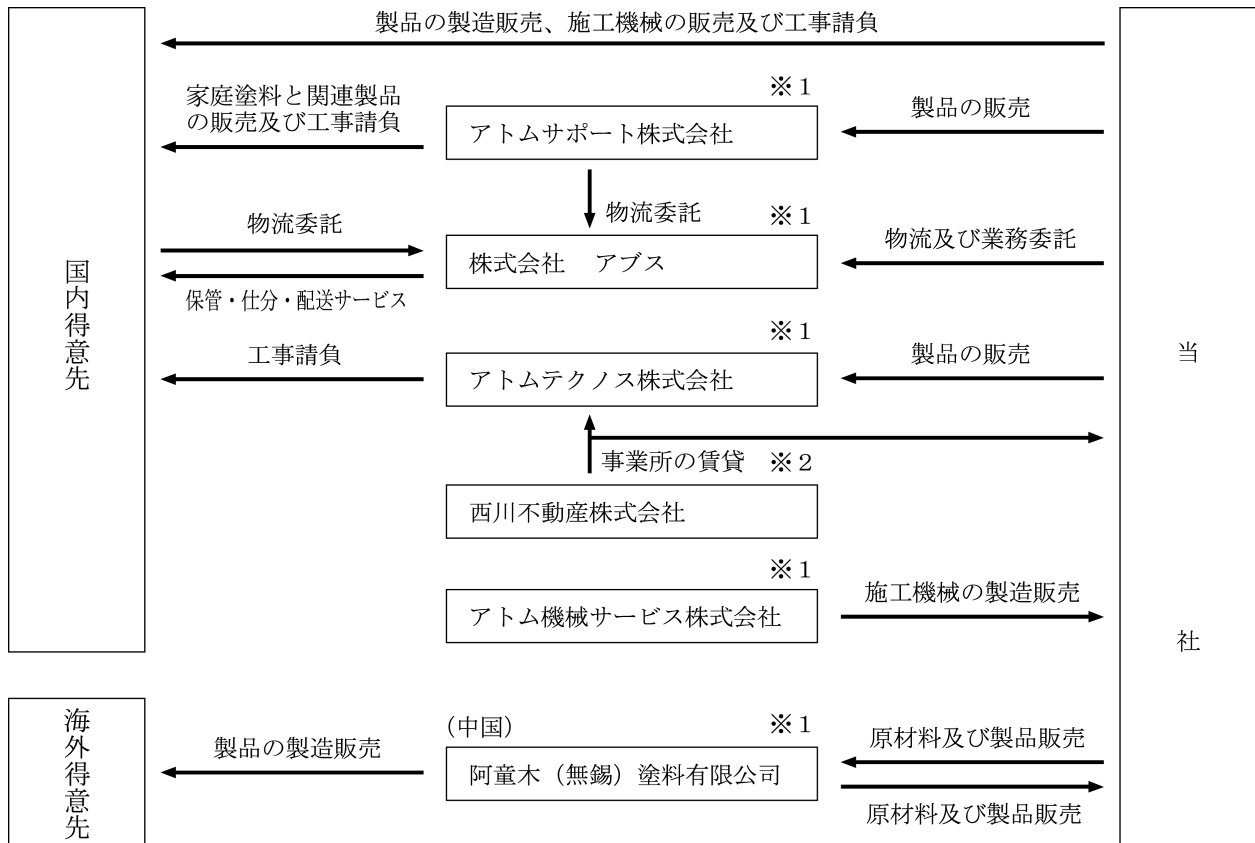 製品の製造販売、施工機械の販売及び工事請負
※1
家庭塗料と関連製品
の販売及び工事請負
アトムサポート株式会社
製品の販売
物流委託
※1
物流委託
株式会社 アブス
物流及び業務委託
保管・仕分・配送サービス
国内得意先
※1
工事請負
アトムテクノス株式会社
製品の販売
当社
事業所の賃貸 ※2
西川不動産株式会社
※1
アトム機械サービス株式会社
施工機械の製造販売
海外得意先
(中国)
※1
製品の製造販売
阿童木(無錫)塗料有限公司
原材料及び製品販売
原材料及び製品販売